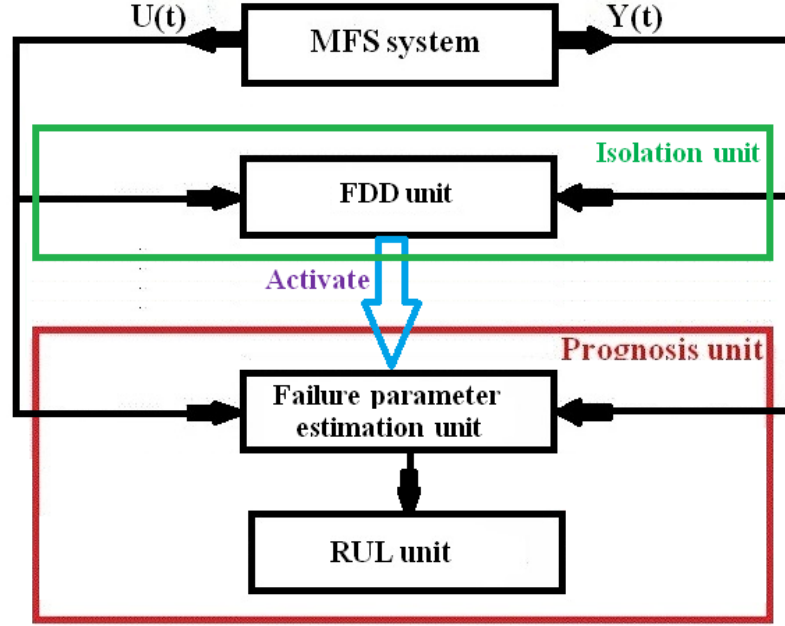 U(t)
MFS system
Y(t)
Isolation unit
FDD unit
Activate
Prognosis unit
Failure parameter
estimation unit
RUL unit